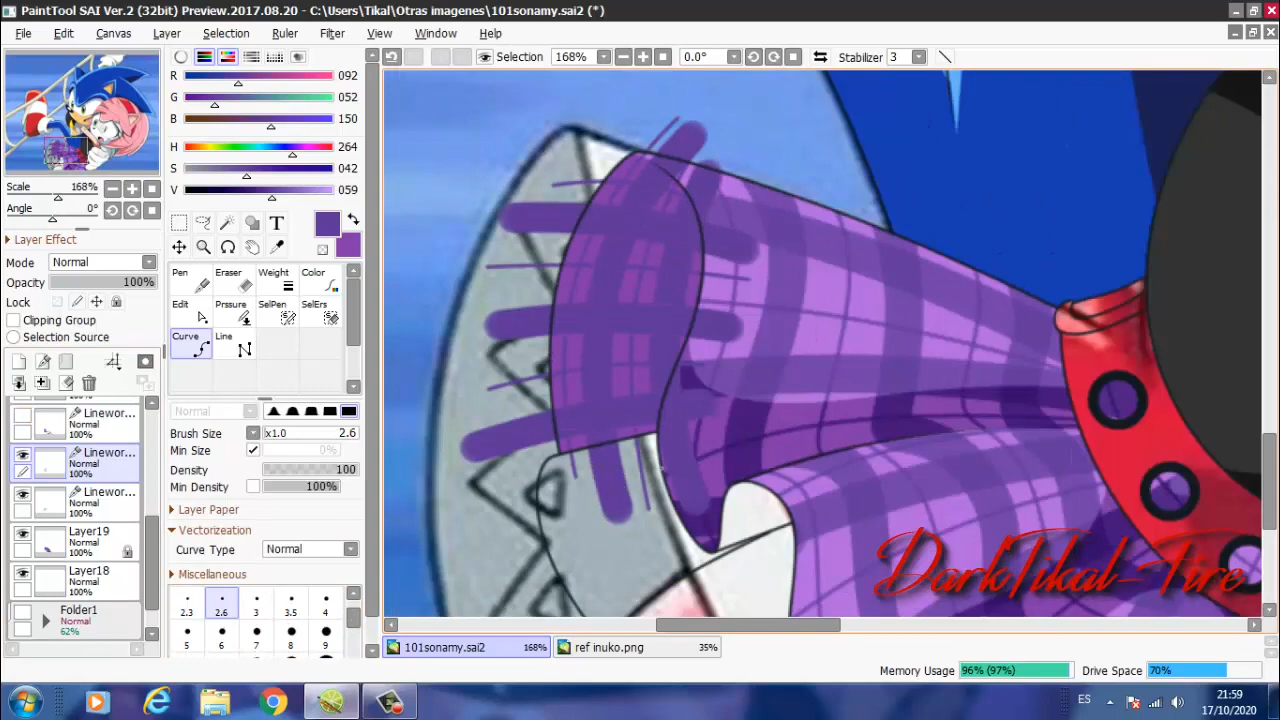 PaintTool SAI Ver.2 (32bit) Preview.2017.08.20 - C:\Users\Tikal\Otras imagenes\101sonamy.sai2 (*)
File Edit Canvas Layer Selection Ruler Filter View Window Help
Selection 168% 0.0° Stabilizer 3
R 092
G 052
B 150
H 264
S 042
V 059
Scale 168%
Angle 0°
Layer Effect
Mode Normal
Opacity 100%
Lock
Clipping Group
Selection Source
Linewor...
Normal
100%
Linewor...
Normal
100%
Linewor...
Normal
100%
Layer19
Normal
100%
Layer18
Normal
100%
Folder1
Normal
62%
T
Pen Eraser Weight Color
Edit Prssure SelPen SelErs
Curve Line
Normal
Brush Size x1.0 2.6
Min Size 0%
Density 100
Min Density 100%
Layer Paper
Vectorization
Curve Type Normal
Miscellaneous
2.3 2.6 3 3.5 4
5 6 7 8 9
DarkTikal-Fire
101sonamy.sai2 168% ref inuko.png 35%
Memory Usage 96% (97%) Drive Space 70%
ES 21:59
17/10/2020